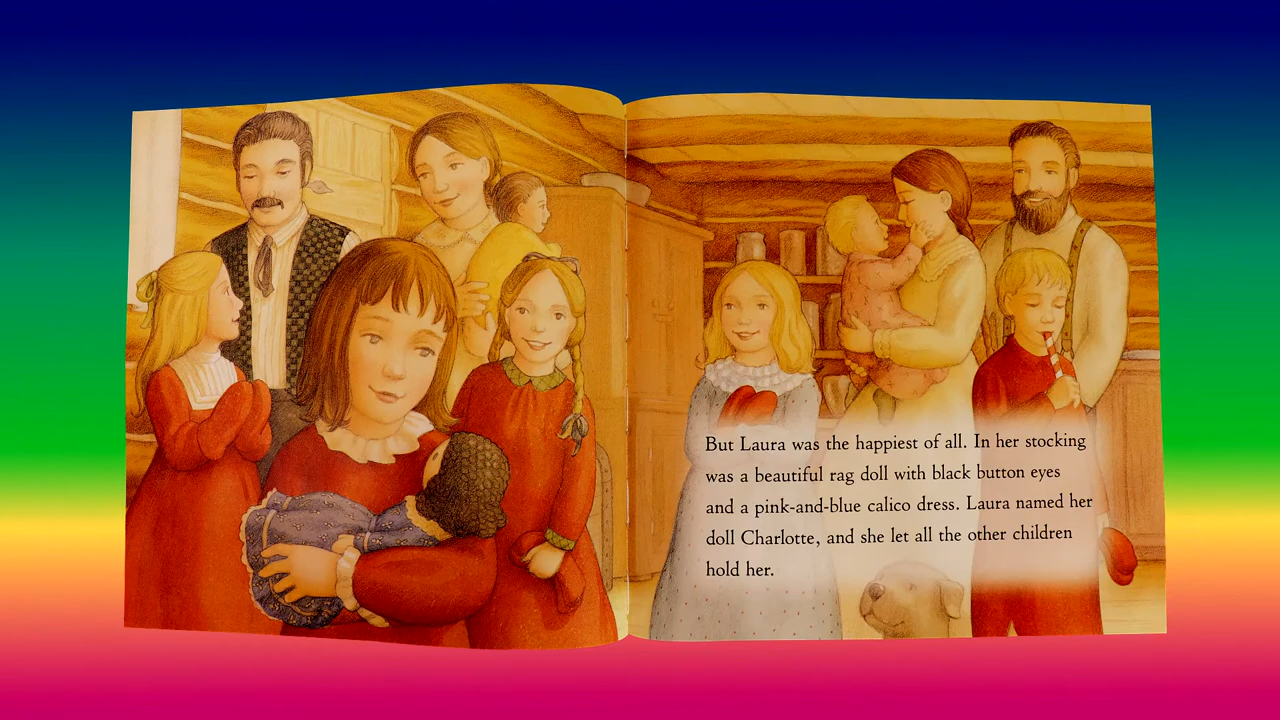 But Laura was the happiest of all. In her stocking
was a beautiful rag doll with black button eyes
and a pink-and-blue calico dress. Laura named her
doll Charlotte, and she let all the other children
hold her.